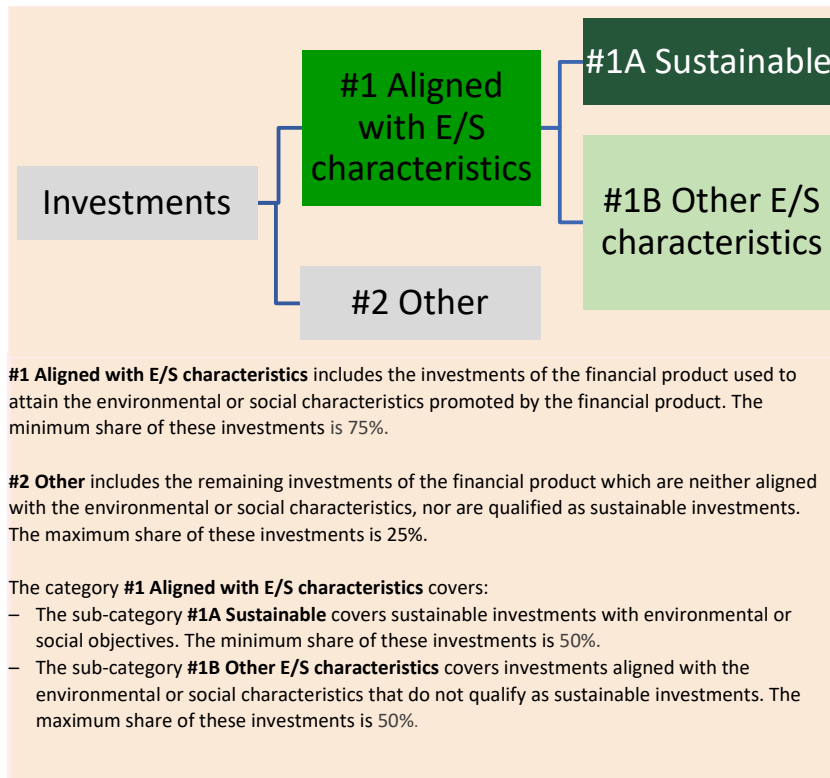 #1 Aligned
with E/S
characteristics
#1A Sustainable
Investments
#1B Other E/S
characteristics
#2 Other
#1 Aligned with E/S characteristics includes the investments of the financial product used to
attain the environmental or social characteristics promoted by the financial product. The
minimum share of these investments is 75%.
#2 Other includes the remaining investments of the financial product which are neither aligned
with the environmental or social characteristics, nor are qualified as sustainable investments.
The maximum share of these investments is 25%.
The category #1 Aligned with E/S characteristics covers:
– The sub-category #1A Sustainable covers sustainable investments with environmental or
social objectives. The minimum share of these investments is 50%.
– The sub-category #1B Other E/S characteristics covers investments aligned with the
environmental or social characteristics that do not qualify as sustainable investments. The
maximum share of these investments is 50%.